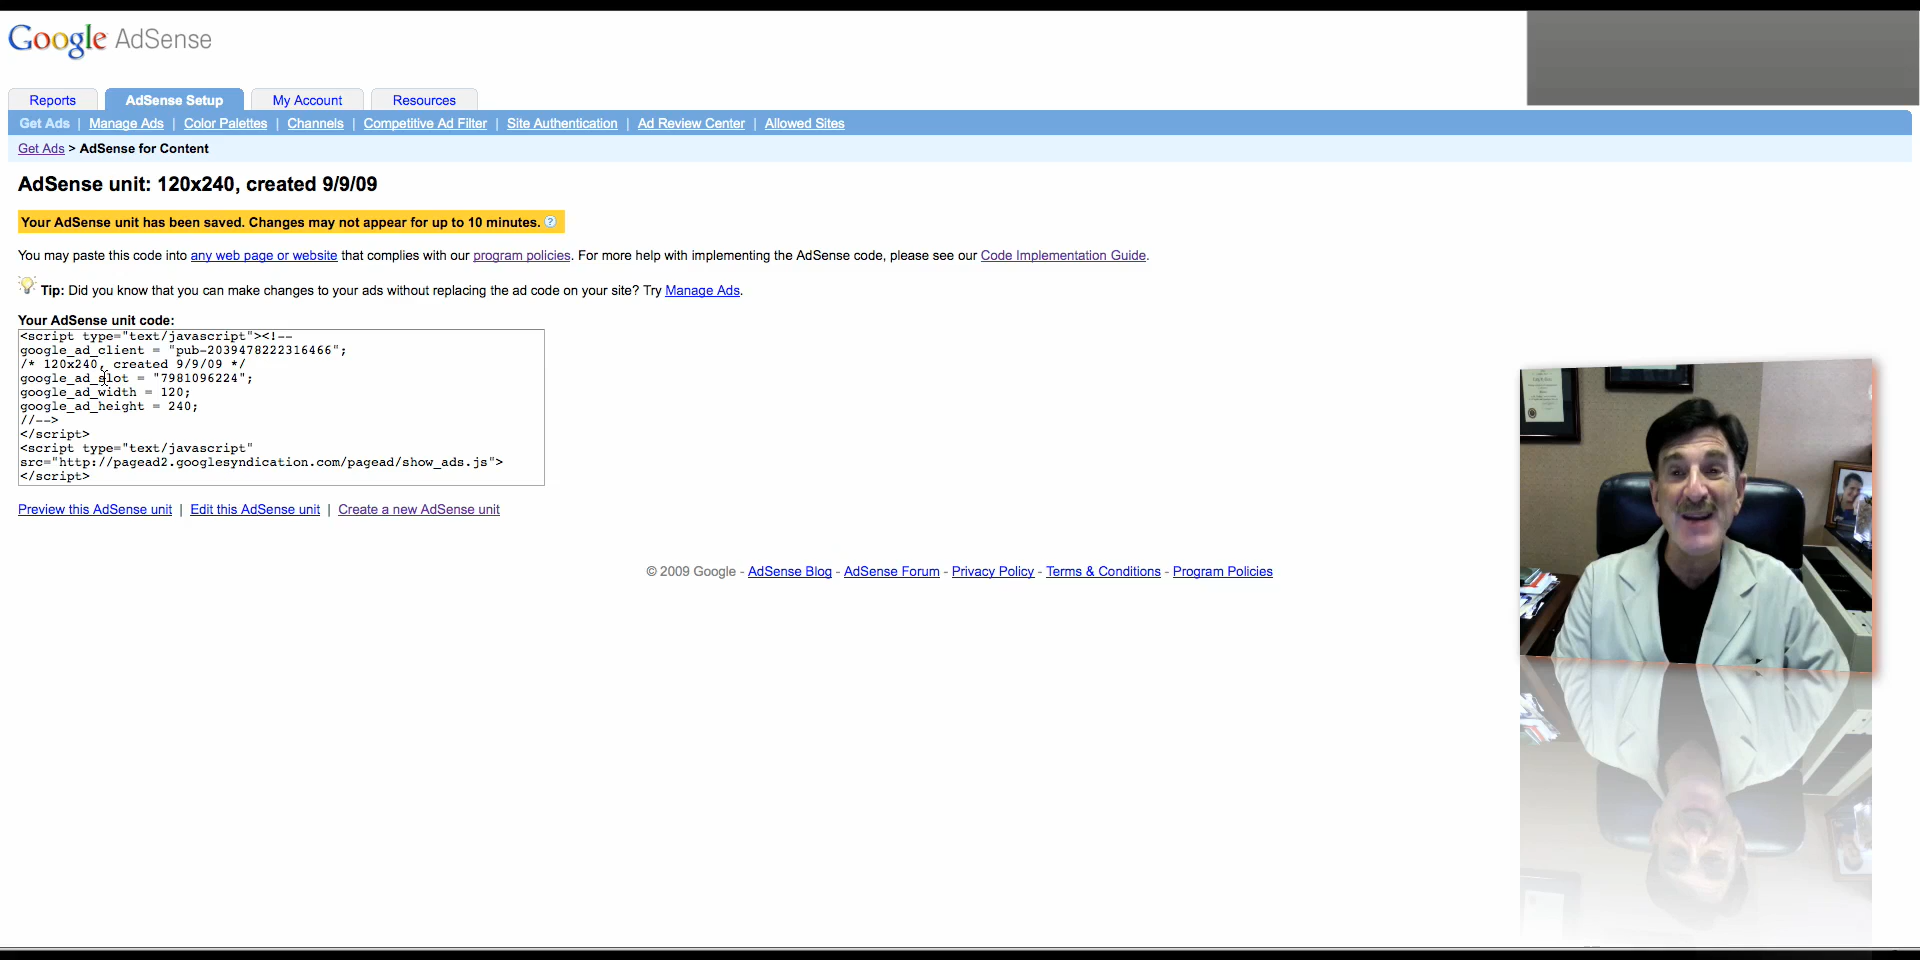 Google AdSense
Reports
AdSense Setup
My Account
Resources
Get Ads | Manage Ads | Color Palettes | Channels | Competitive Ad Filter | Site Authentication | Ad Review Center | Allowed Sites
Get Ads > AdSense for Content
AdSense unit: 120x240, created 9/9/09
Your AdSense unit has been saved. Changes may not appear for up to 10 minutes. ?
You may paste this code into any web page or website that complies with our program policies. For more help with implementing the AdSense code, please see our Code Implementation Guide.
Tip: Did you know that you can make changes to your ads without replacing the ad code on your site? Try Manage Ads.
Your AdSense unit code:
<script type="text/javascript"><!--
google_ad_client = "pub-2039478222316466";
/* 120x240, created 9/9/09 */
google_ad_slot = "7981096224";
google_ad_width = 120;
google_ad_height = 240;
//-->
</script>
<script type="text/javascript"
src="http://pagead2.googlesyndication.com/pagead/show_ads.js">
</script>
Preview this AdSense unit | Edit this AdSense unit | Create a new AdSense unit
© 2009 Google - AdSense Blog - AdSense Forum - Privacy Policy - Terms & Conditions - Program Policies